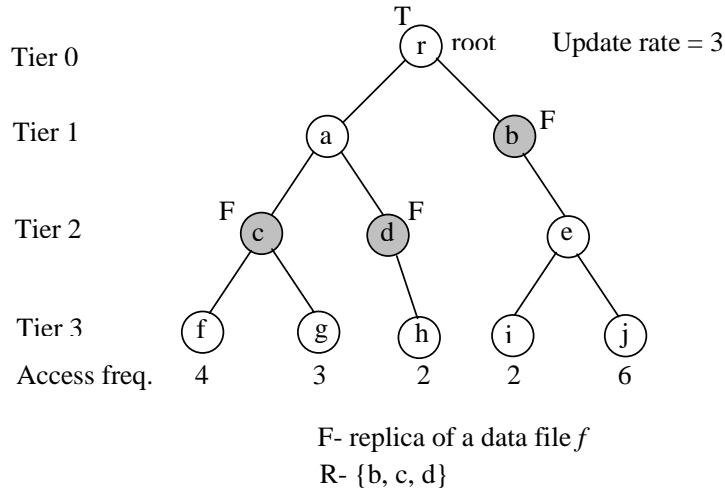 T
Tier 0 r root Update rate = 3
Tier 1 a b F
F F
Tier 2 c d e
Tier 3 f g h i j
Access freq. 4 3 2 2 6
F- replica of a data file f
R- {b, c, d}